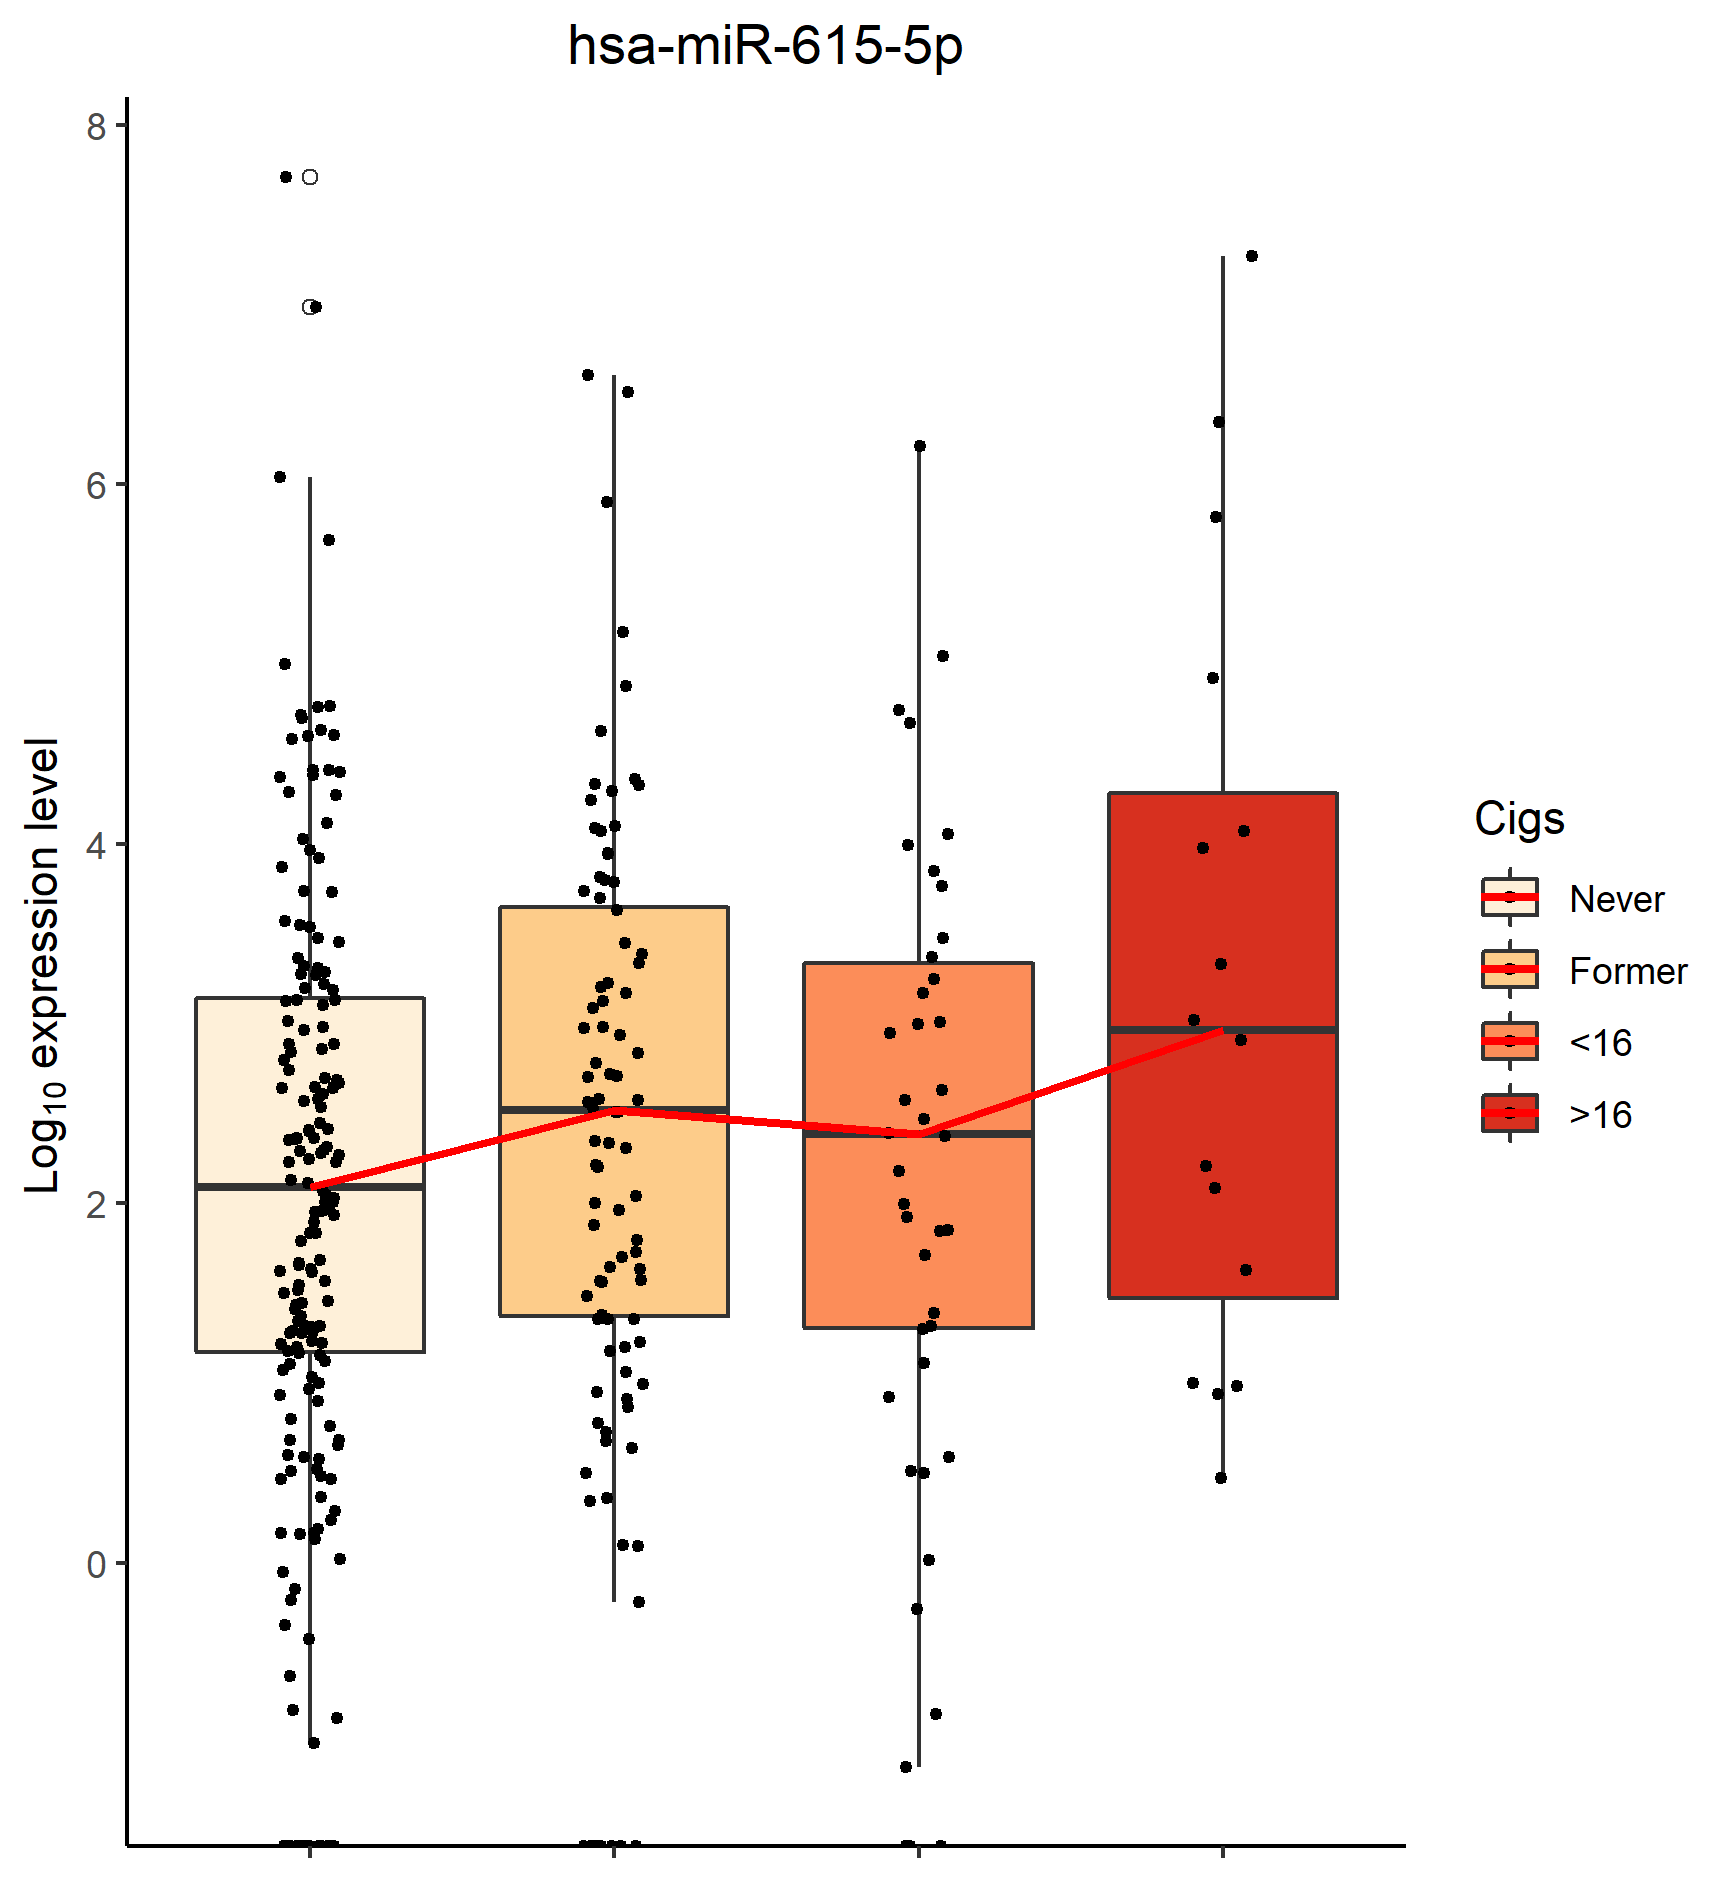 hsa-miR-615-5p
Log10 expression level
8
6
4
2
0
Cigs
Never
Former
<16
>16